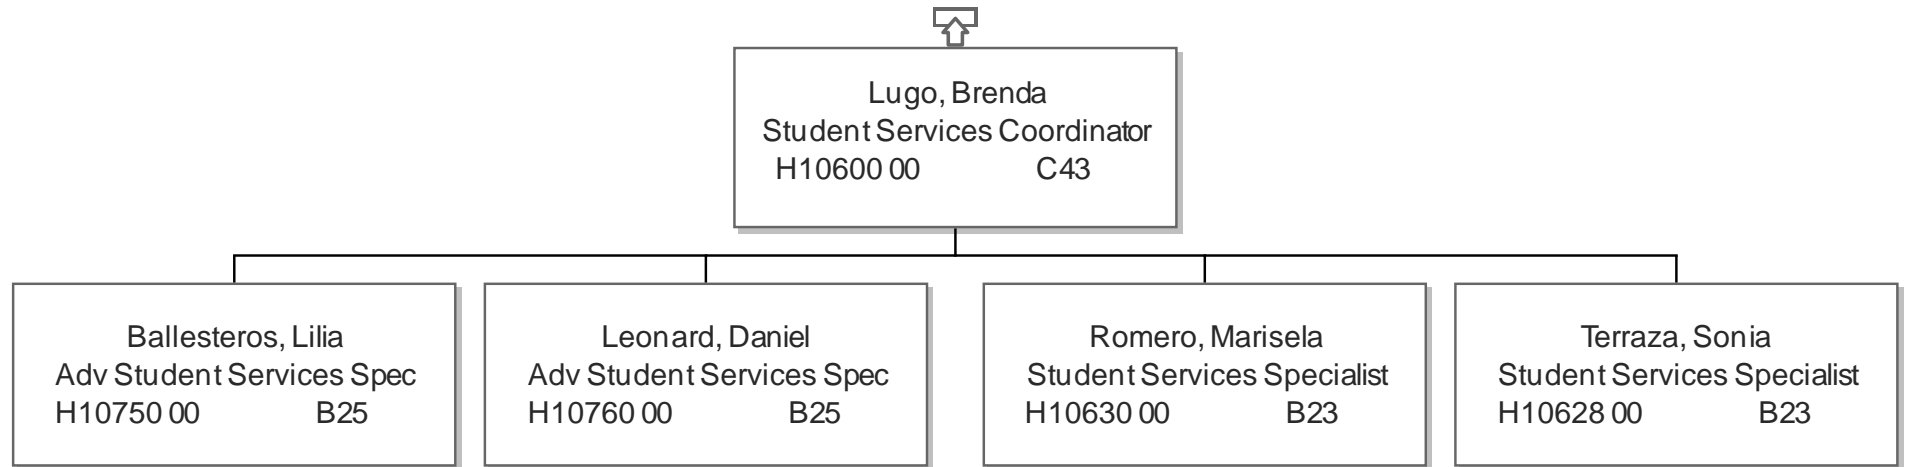 Lugo, Brenda
Student Services Coordinator
H10600 00 C43
Ballesteros, Lilia
Adv Student Services Spec
H10750 00 B25
Leonard, Daniel
Adv Student Services Spec
H10760 00 B25
Romero, Marisela
Student Services Specialist
H10630 00 B23
Terraza, Sonia
Student Services Specialist
H10628 00 B23